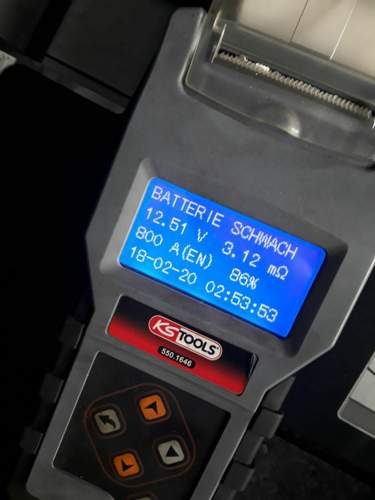 BATTERIE SCHWACH
12.51 V 3.12 mΩ
800 A(EN) 86%
18-02-20 02:53:53
KS TOOLS
550.1646